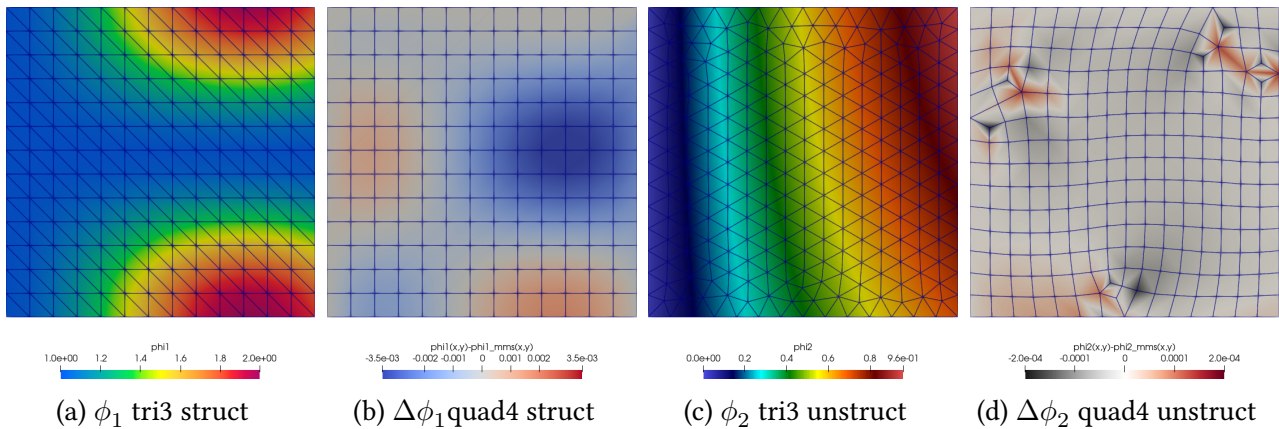 phi1
1.0e+00 1.2 1.4 1.6 1.8 2.0e+00
(a) ϕ₁ tri3 struct
phi1(x,y)-phi1_mms(x,y)
-3.5e-03 -0.002 -0.001 0 0.001 0.002 3.5e-03
(b) Δϕ₁quad4 struct
phi2
0.0e+00 0.2 0.4 0.6 0.8 9.6e-01
(c) ϕ₂ tri3 unstruct
phi2(x,y)-phi2_mms(x,y)
-2.0e-04 -0.0001 0 0.0001 2.0e-04
(d) Δϕ₂ quad4 unstruct